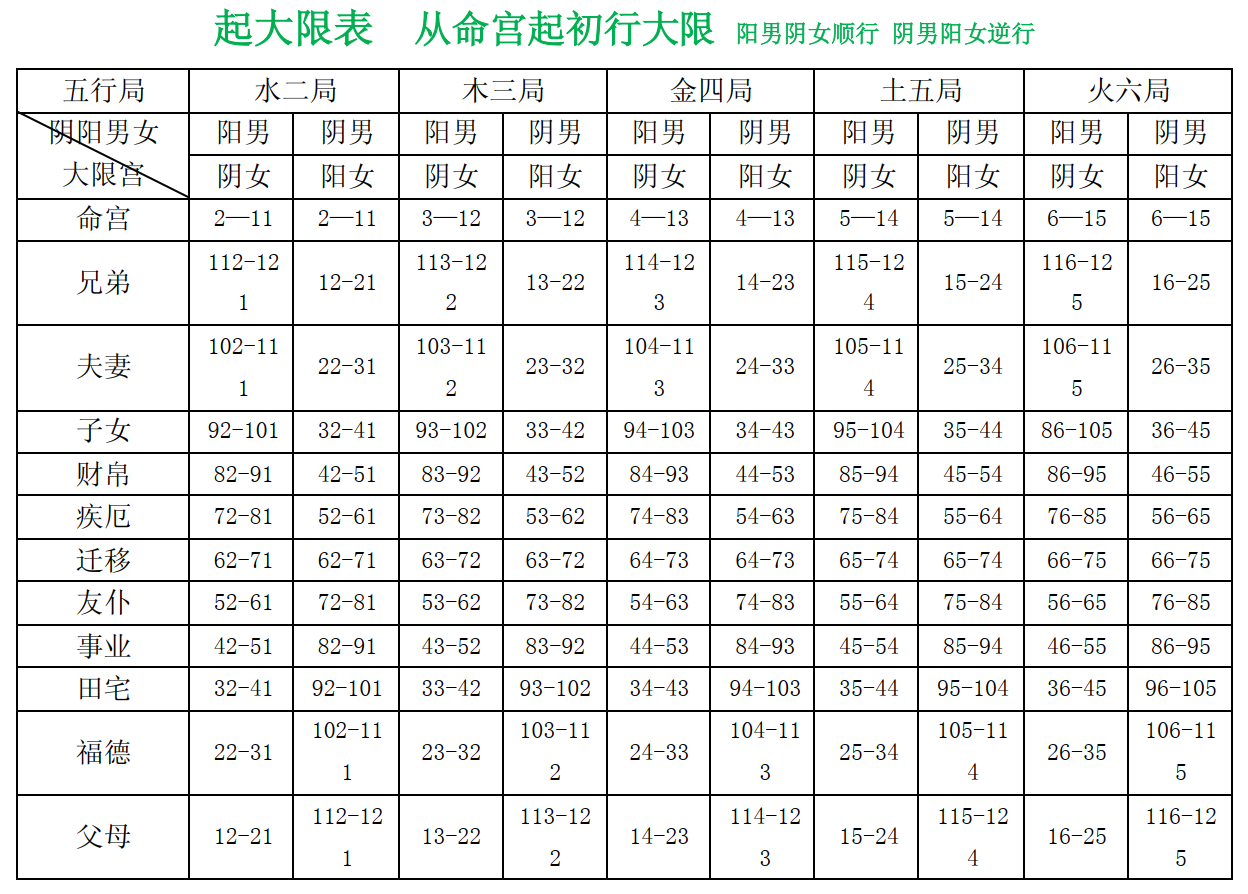 起大限表 从命宫起初行大限 阳男阴女顺行 阴男阳女逆行
五行局 水二局 木三局 金四局 土五局 火六局
阴阳男女 阳男 阴男 阳男 阴男 阳男 阴男 阳男 阴男 阳男 阴男
大限宫 阴女 阳女 阴女 阳女 阴女 阳女 阴女 阳女 阴女 阳女
命宫 2—11 2—11 3—12 3—12 4—13 4—13 5—14 5—14 6—15 6—15
兄弟 112-121 12-21 113-122 13-22 114-123 14-23 115-124 15-24 116-125 16-25
夫妻 102-111 22-31 103-112 23-32 104-113 24-33 105-114 25-34 106-115 26-35
子女 92-101 32-41 93-102 33-42 94-103 34-43 95-104 35-44 86-105 36-45
财帛 82-91 42-51 83-92 43-52 84-93 44-53 85-94 45-54 86-95 46-55
疾厄 72-81 52-61 73-82 53-62 74-83 54-63 75-84 55-64 76-85 56-65
迁移 62-71 62-71 63-72 63-72 64-73 64-73 65-74 65-74 66-75 66-75
友仆 52-61 72-81 53-62 73-82 54-63 74-83 55-64 75-84 56-65 76-85
事业 42-51 82-91 43-52 83-92 44-53 84-93 45-54 85-94 46-55 86-95
田宅 32-41 92-101 33-42 93-102 34-43 94-103 35-44 95-104 36-45 96-105
福德 22-31 102-111 23-32 103-112 24-33 104-113 25-34 105-114 26-35 106-115
父母 12-21 112-121 13-22 113-122 14-23 114-123 15-24 115-124 16-25 116-125